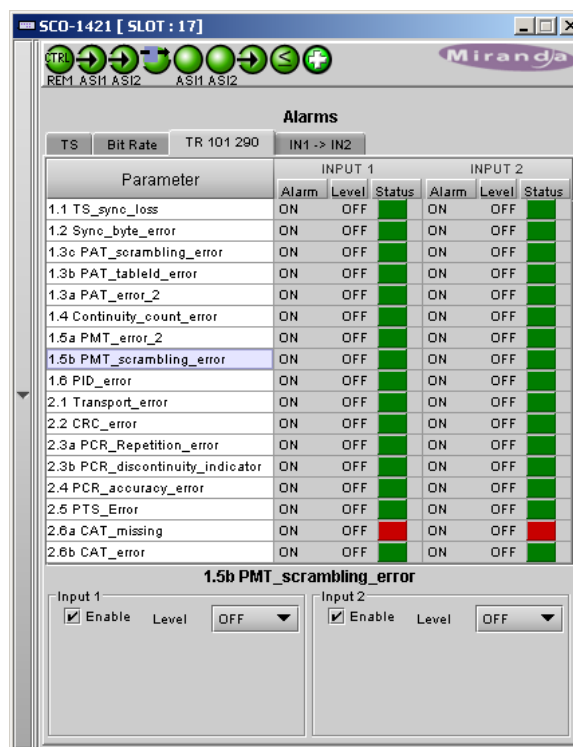 SCO-1421 [ SLOT : 17]
CTRL
REM ASI1 ASI2 ASI1 ASI2
Miranda
Alarms
TS Bit Rate TR 101 290 IN1 -> IN2
Parameter INPUT 1 INPUT 2
Alarm Level Status Alarm Level Status
1.1 TS_sync_loss ON OFF ON OFF
1.2 Sync_byte_error ON OFF ON OFF
1.3c PAT_scrambling_error ON OFF ON OFF
1.3b PAT_tableId_error ON OFF ON OFF
1.3a PAT_error_2 ON OFF ON OFF
1.4 Continuity_count_error ON OFF ON OFF
1.5a PMT_error_2 ON OFF ON OFF
1.5b PMT_scrambling_error ON OFF ON OFF
1.6 PID_error ON OFF ON OFF
2.1 Transport_error ON OFF ON OFF
2.2 CRC_error ON OFF ON OFF
2.3a PCR_Repetition_error ON OFF ON OFF
2.3b PCR_discontinuity_indicator ON OFF ON OFF
2.4 PCR_accuracy_error ON OFF ON OFF
2.5 PTS_Error ON OFF ON OFF
2.6a CAT_missing ON OFF ON OFF
2.6b CAT_error ON OFF ON OFF
1.5b PMT_scrambling_error
Input 1 Input 2
Enable Level OFF Enable Level OFF